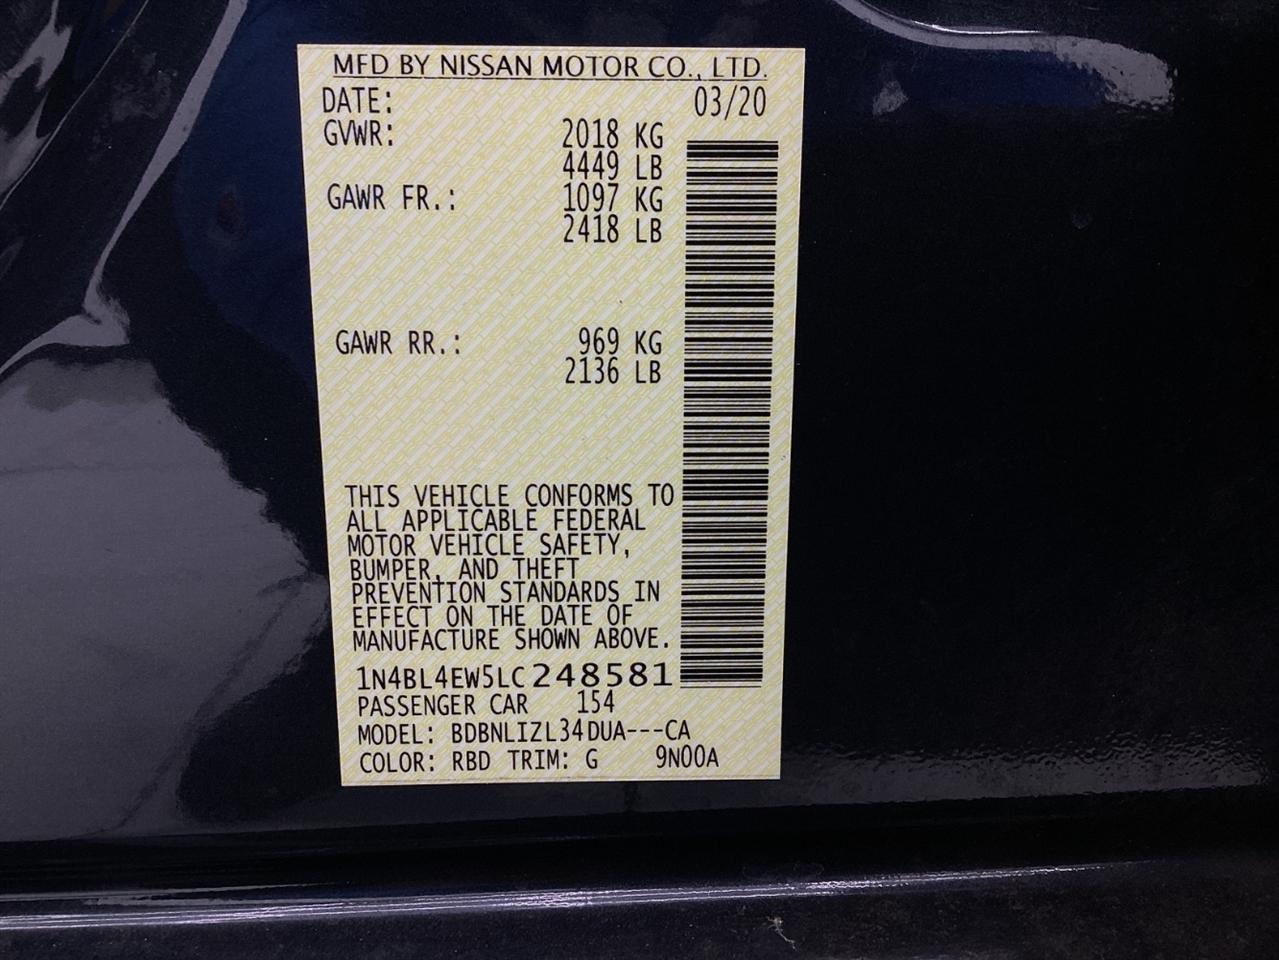 MFD BY NISSAN MOTOR CO., LTD.
DATE: 03/20
GVWR: 2018 KG
4449 LB
GAWR FR.: 1097 KG
2418 LB
GAWR RR.: 969 KG
2136 LB
THIS VEHICLE CONFORMS TO
ALL APPLICABLE FEDERAL
MOTOR VEHICLE SAFETY,
BUMPER, AND THEFT
PREVENTION STANDARDS IN
EFFECT ON THE DATE OF
MANUFACTURE SHOWN ABOVE.
1N4BL4EW5LC248581
PASSENGER CAR 154
MODEL: BDBNLIZL34DUA---CA
COLOR: RBD TRIM: G 9N00A